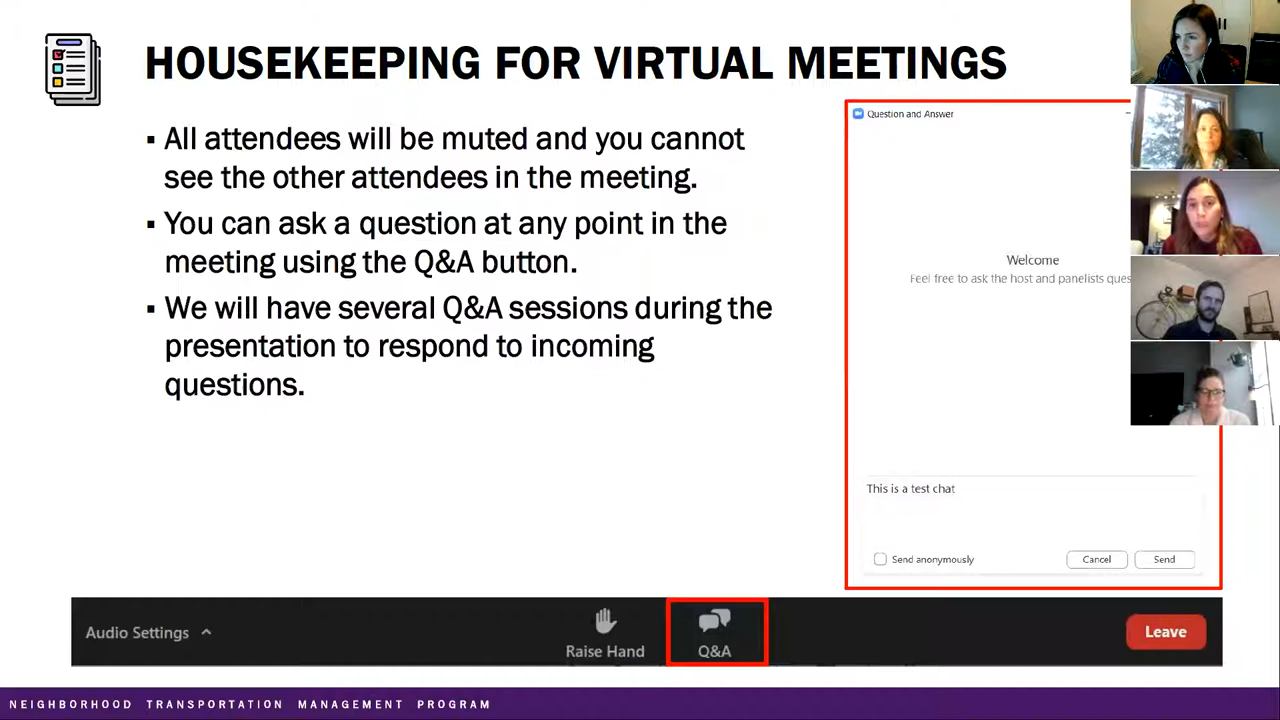 HOUSEKEEPING FOR VIRTUAL MEETINGS
▪ All attendees will be muted and you cannot
see the other attendees in the meeting.
▪ You can ask a question at any point in the
meeting using the Q&A button.
▪ We will have several Q&A sessions during the
presentation to respond to incoming
questions.
Question and Answer
Welcome
Feel free to ask the host and panelists ques
This is a test chat
Send anonymously
Cancel
Send
Audio Settings
Raise Hand
Q&A
Leave
NEIGHBORHOOD TRANSPORTATION MANAGEMENT PROGRAM